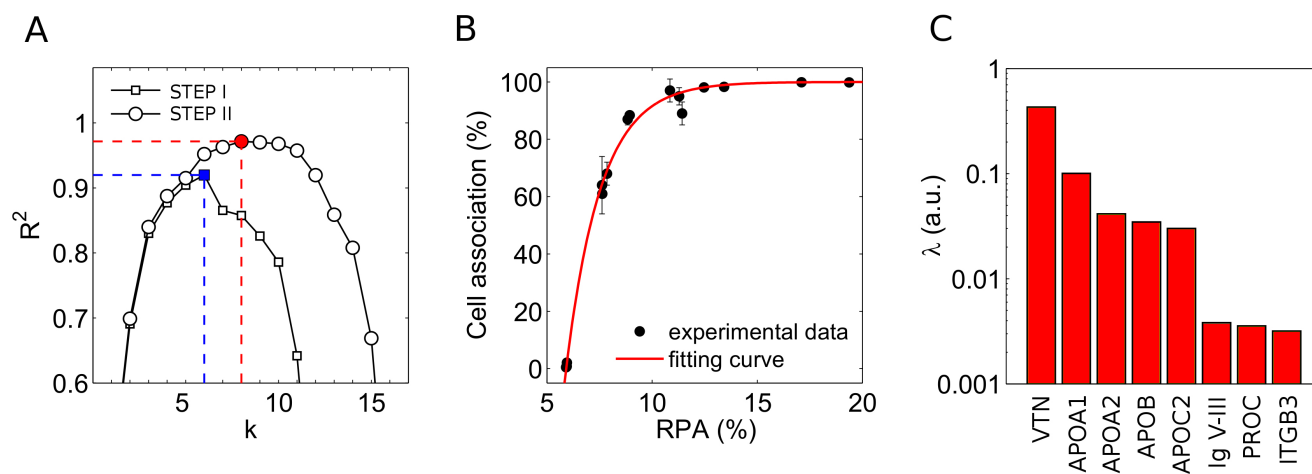 A
STEP I
STEP II
1
0.9
0.8
0.7
0.6
R2
5
10
15
k
B
100
80
60
40
20
0
Cell association (%)
experimental data
fitting curve
5
10
15
20
RPA (%)
C
1
0.1
0.01
0.001
λ (a.u.)
VTN
APOA1
APOA2
APOB
APOC2
Ig V-III
PROC
ITGB3